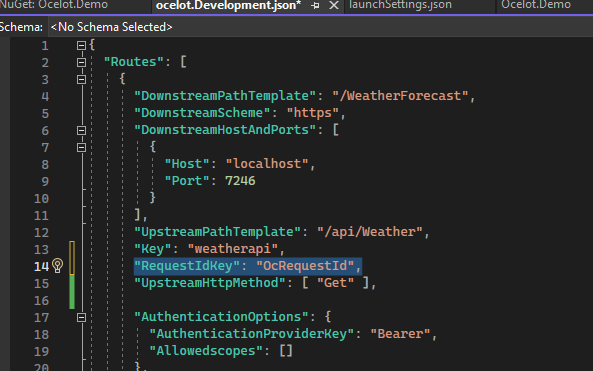 NuGet: Ocelot.Demo ocelot.Development.json* launchSettings.json Ocelot.Demo
Schema: <No Schema Selected>
1 {
2 "Routes": [
3 {
4 "DownstreamPathTemplate": "/WeatherForecast",
5 "DownstreamScheme": "https",
6 "DownstreamHostAndPorts": [
7 {
8 "Host": "localhost",
9 "Port": 7246
10 }
11 ],
12 "UpstreamPathTemplate": "/api/Weather",
13 "Key": "weatherapi",
14 "RequestIdKey": "OcRequestId",
15 "UpstreamHttpMethod": [ "Get" ],
16
17 "AuthenticationOptions": {
18 "AuthenticationProviderKey": "Bearer",
19 "Allowedscopes": []
20 },